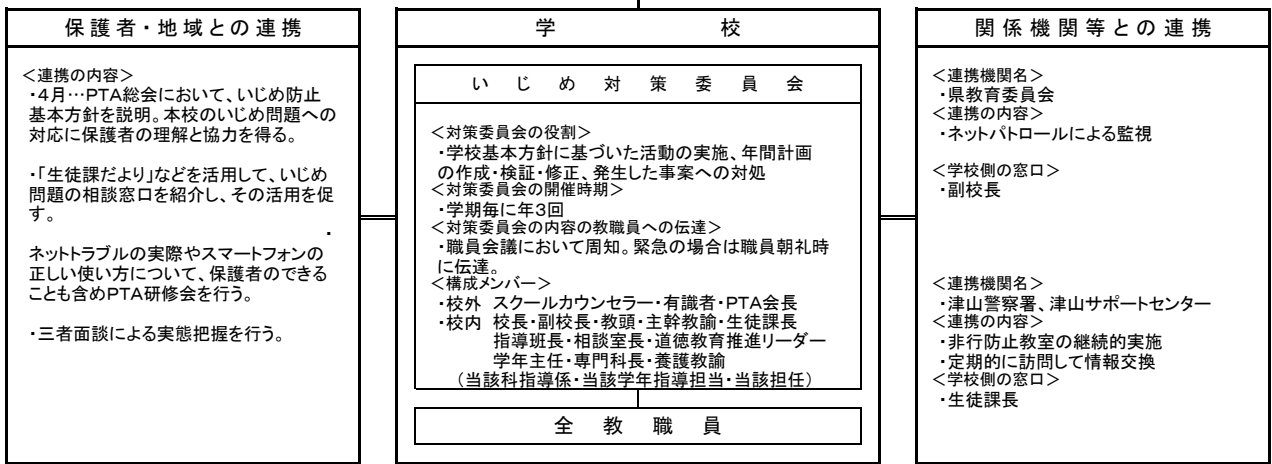 保護者・地域との連携
＜連携の内容＞
・4月…PTA総会において、いじめ防止
基本方針を説明。本校のいじめ問題への
対応に保護者の理解と協力を得る。
・「生徒課だより」などを活用して、いじめ
問題の相談窓口を紹介し、その活用を促
す。
・
ネットトラブルの実際やスマートフォンの
正しい使い方について、保護者のできる
ことも含めPTA研修会を行う。
・三者面談による実態把握を行う。
学校
いじめ対策委員会
＜対策委員会の役割＞
・学校基本方針に基づいた活動の実施、年間計画
の作成・検証・修正、発生した事案への対処
＜対策委員会の開催時期＞
・学期毎に年3回
＜対策委員会の内容の教職員への伝達＞
・職員会議において周知。緊急の場合は職員朝礼時
に伝達。
＜構成メンバー＞
・校外 スクールカウンセラー・有識者・PTA会長
・校内 校長・副校長・教頭・主幹教諭・生徒課長
指導班長・相談室長・道徳教育推進リーダー
学年主任・専門科長・養護教諭
（当該科指導係・当該学年指導担当・当該担任）
全教職員
関係機関等との連携
＜連携機関名＞
・県教育委員会
＜連携の内容＞
・ネットパトロールによる監視
＜学校側の窓口＞
・副校長
＜連携機関名＞
・津山警察署、津山サポートセンター
＜連携の内容＞
・非行防止教室の継続的実施
・定期的に訪問して情報交換
＜学校側の窓口＞
・生徒課長